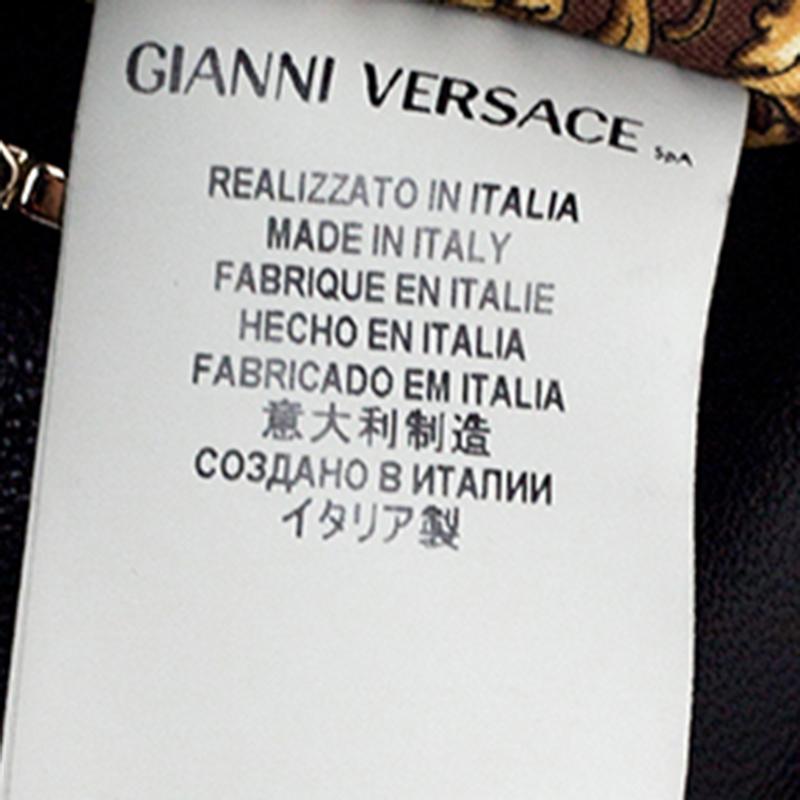 GIANNI VERSACE SpA
REALIZZATO IN ITALIA
MADE IN ITALY
FABRIQUE EN ITALIE
HECHO EN ITALIA
FABRICADO EM ITALIA
意大利制造
СОЗДАНО В ИТАЛИИ
イタリア製